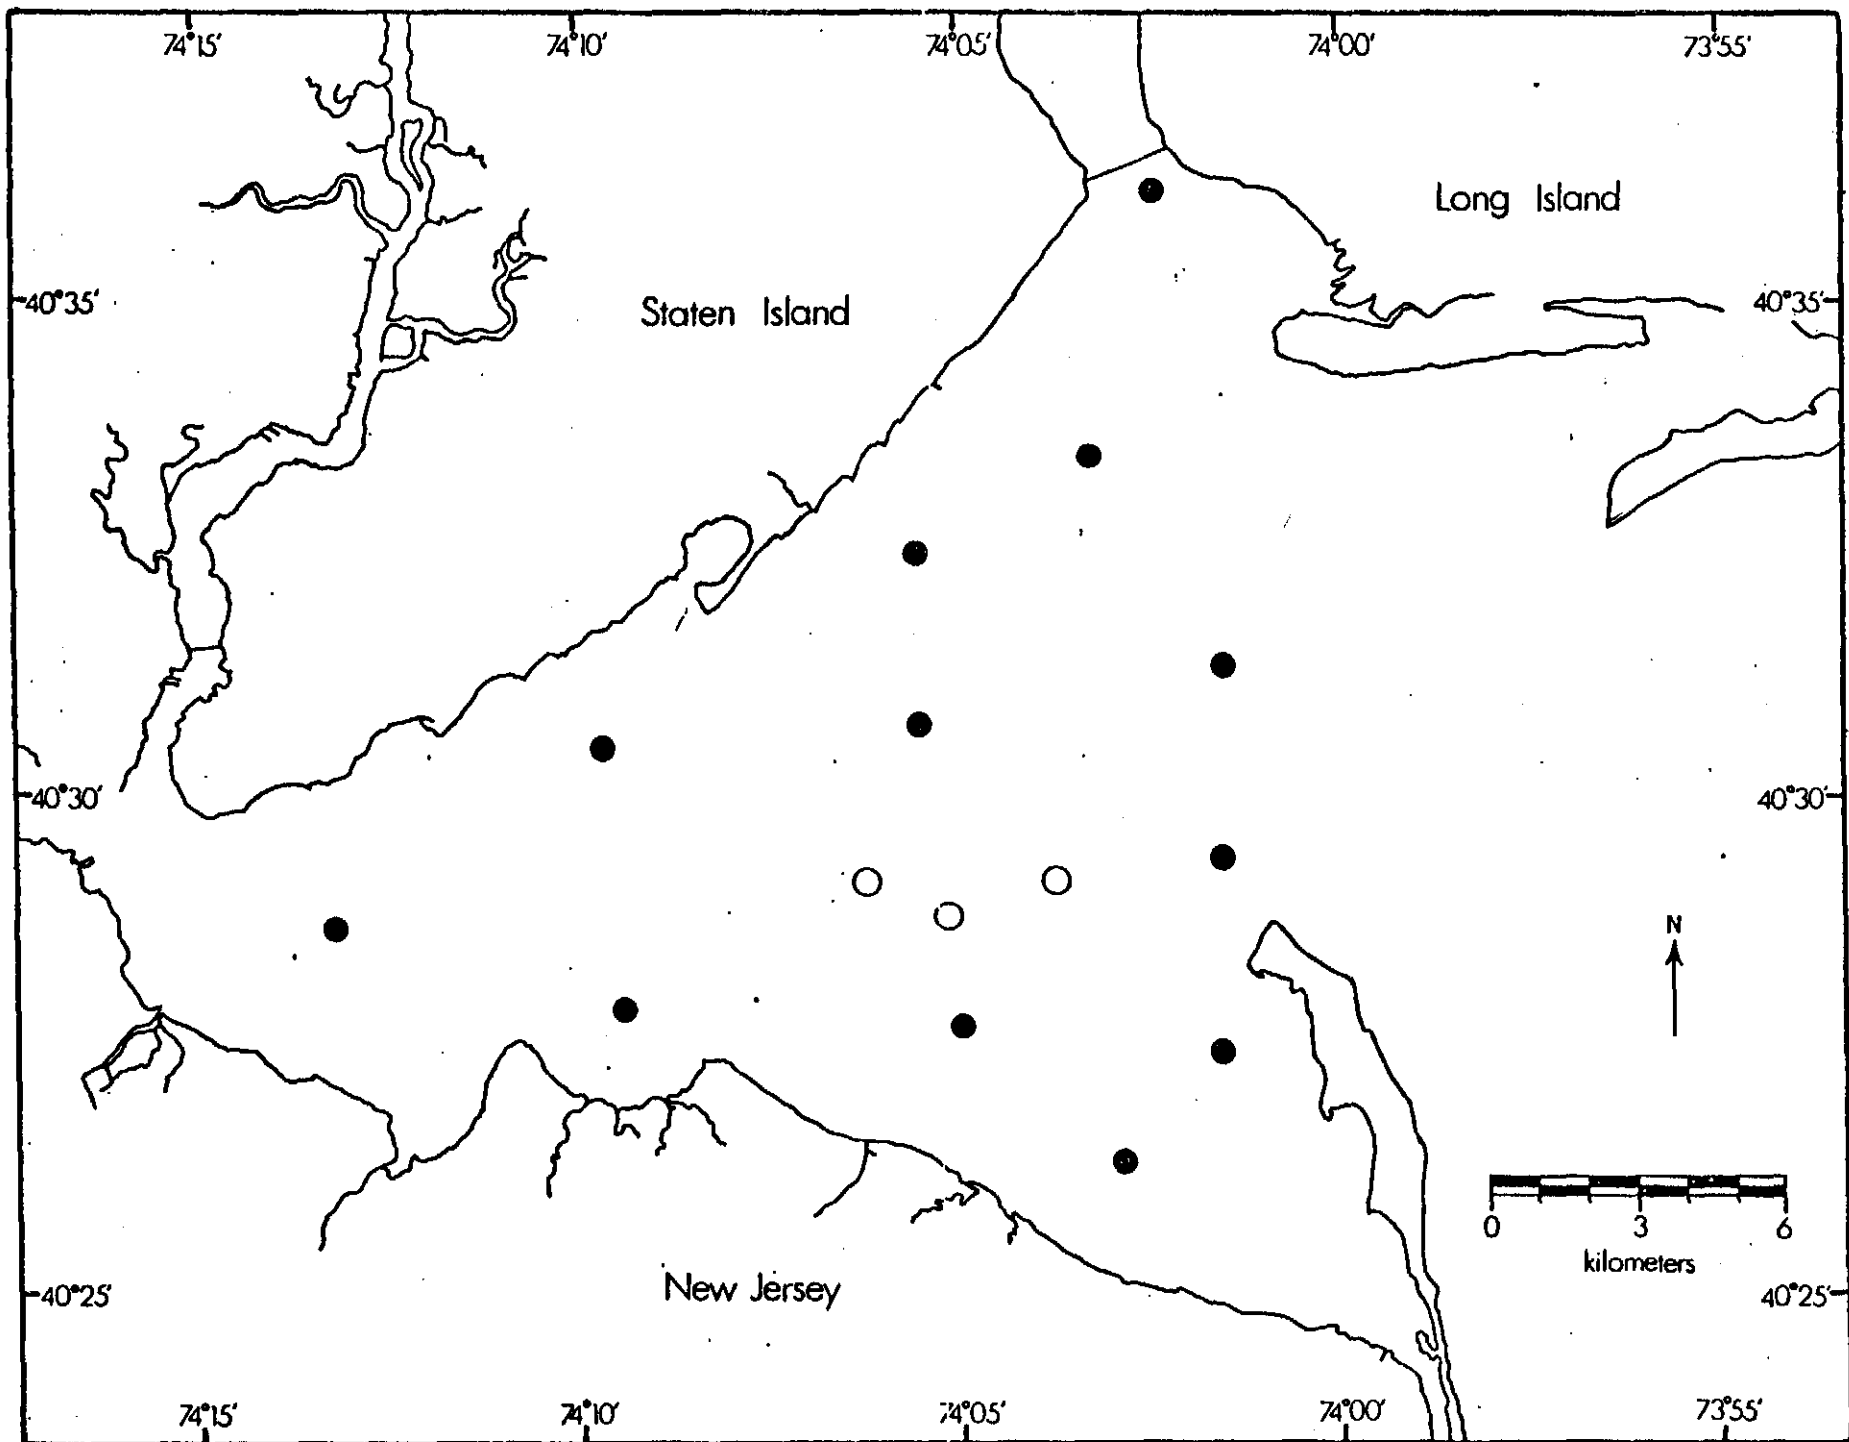 74°15' 74°10' 74°05' 74°00' 73°55'
Long Island
40°35' Staten Island 40°35'
40°30' 40°30'
N
0 3 6
kilometers
New Jersey
40°25' 40°25'
74°15' 74°10' 74°05' 74°00' 73°55'